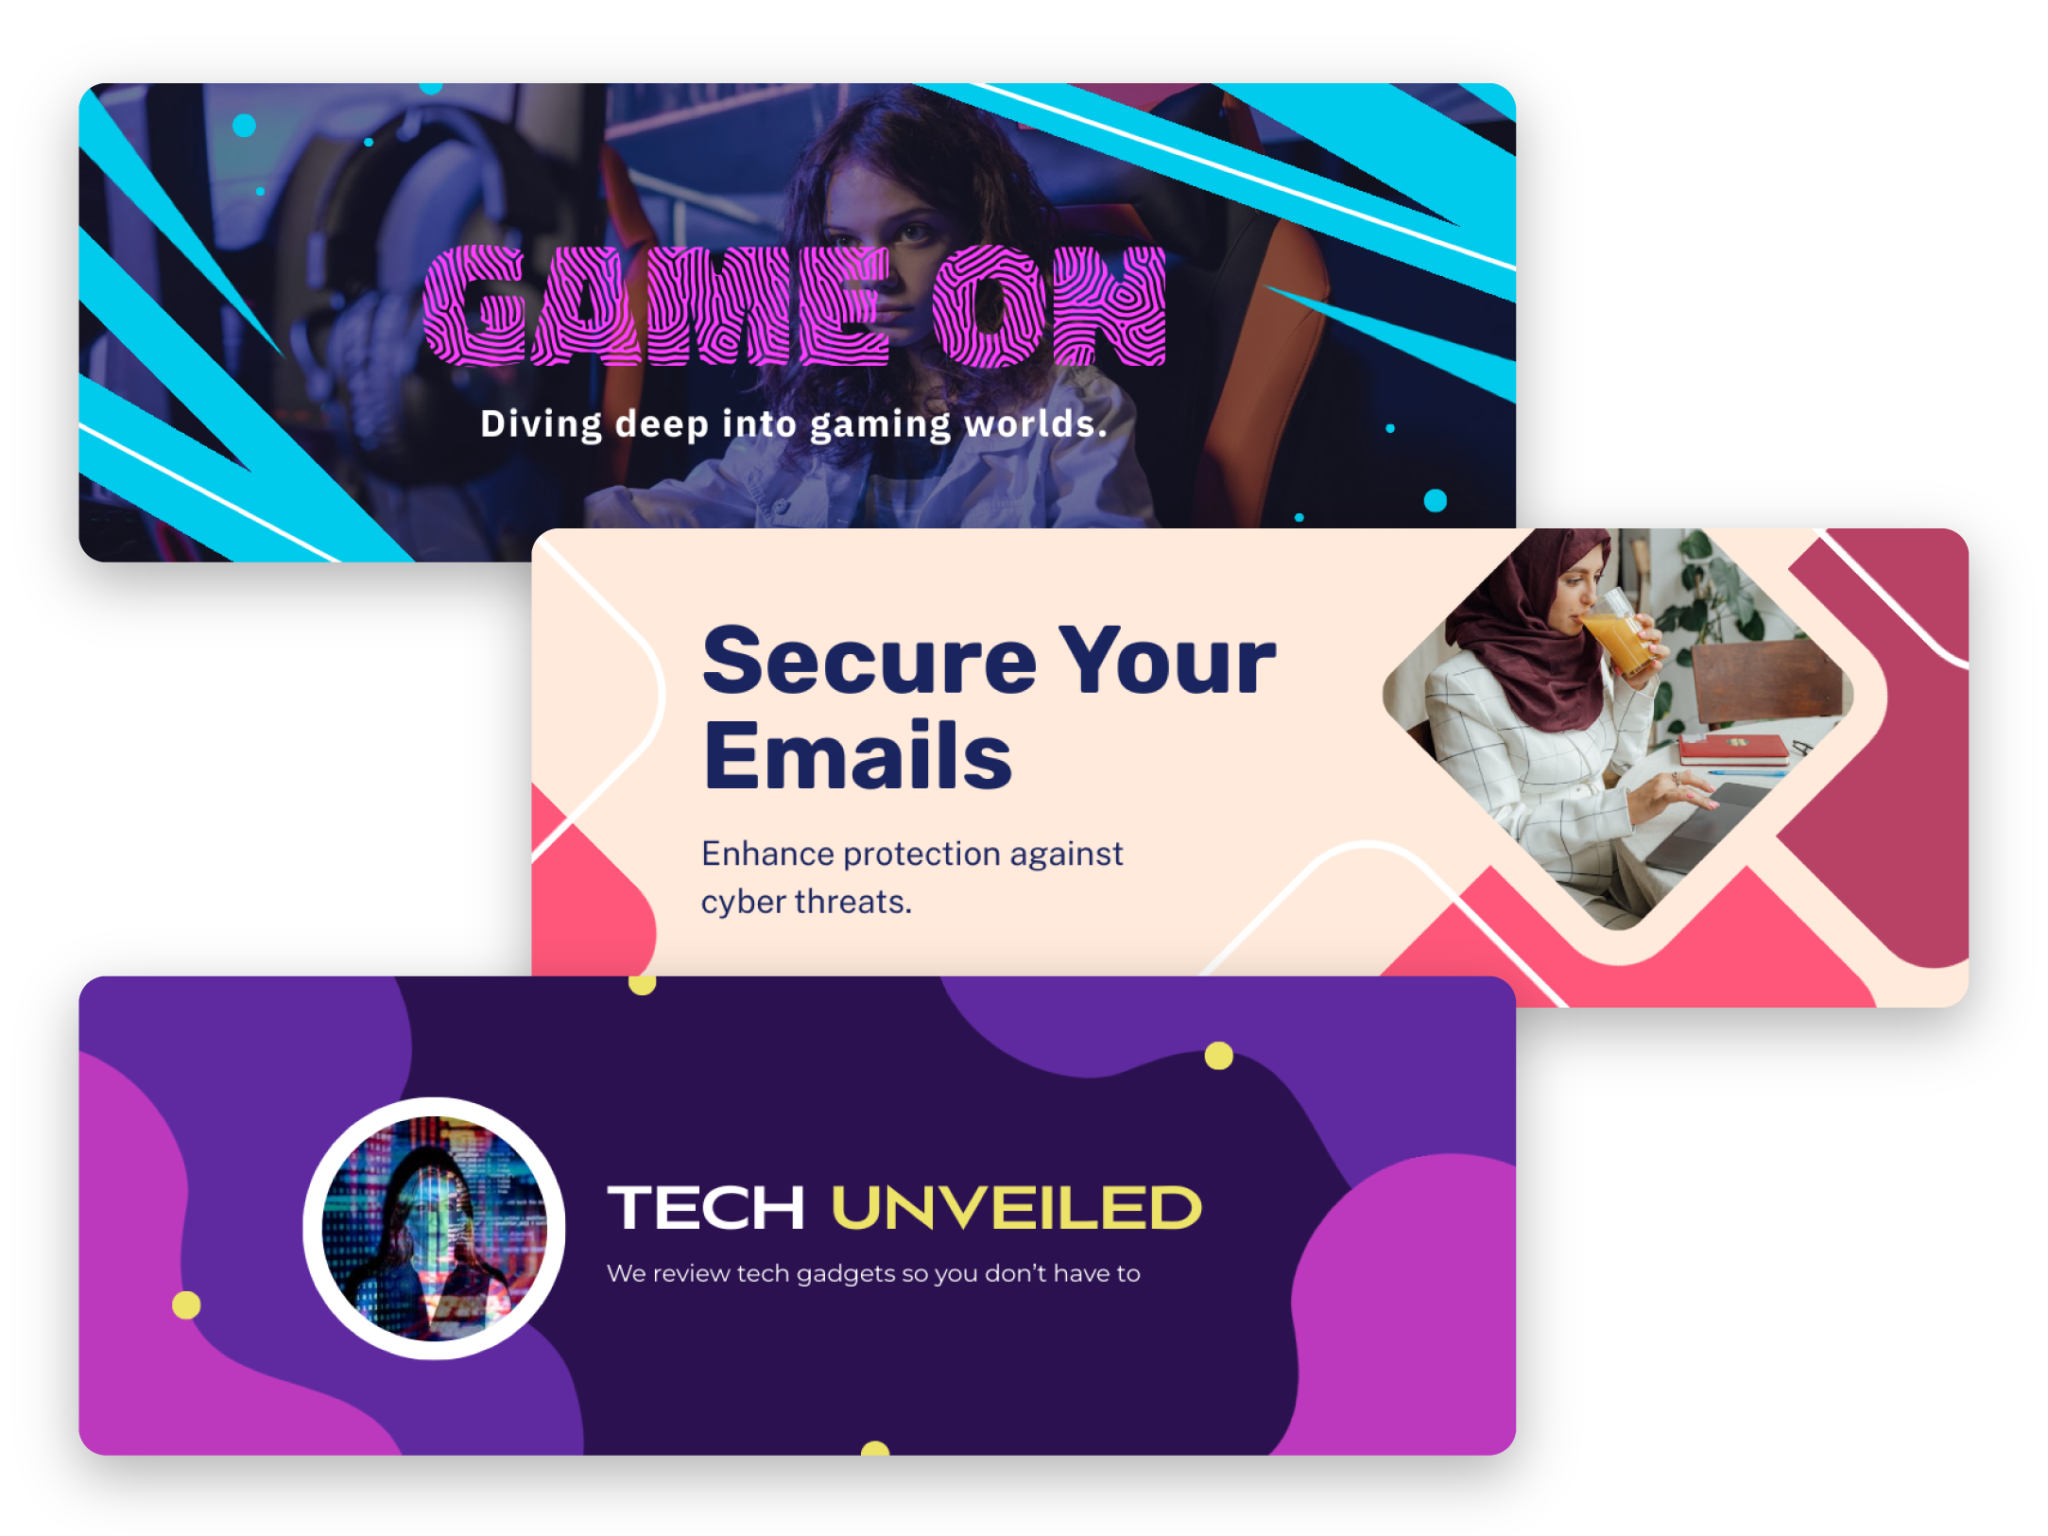 GAME ON
Diving deep into gaming worlds.
Secure Your
Emails
Enhance protection against
cyber threats.
TECH UNVEILED
We review tech gadgets so you don’t have to